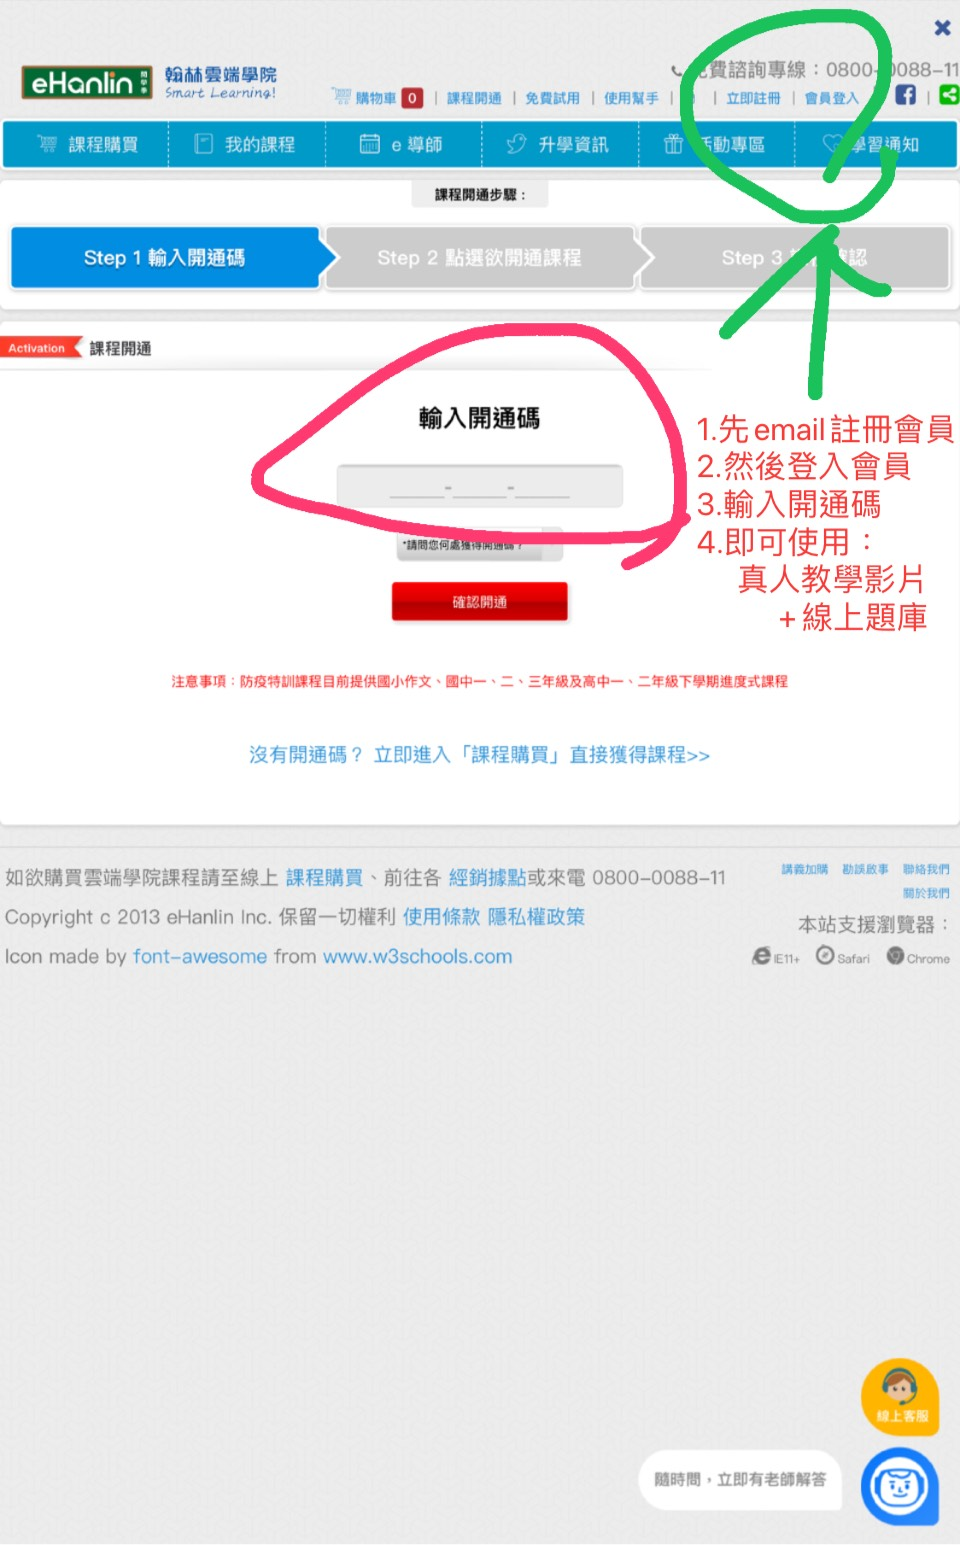 eHanlin 翰林雲端學院
Smart Learning!
費諮詢專線：0800-0088-11
購物車 0 | 課程開通 | 免費試用 | 使用幫手 | | 立即註冊 | 會員登入
課程購買 我的課程 e 導師 升學資訊 活動專區 學習通知
課程開通步驟：
Step 1 輸入開通碼 Step 2 點選欲開通課程 Step 3 認
Activation 課程開通
輸入開通碼
*請問您何處獲得開通碼？
確認開通
1.先email註冊會員
2.然後登入會員
3.輸入開通碼
4.即可使用：
真人教學影片
+線上題庫
注意事項：防疫特訓課程目前提供國小作文、國中一、二、三年級及高中一、二年級下學期進度式課程
沒有開通碼？ 立即進入「課程購買」直接獲得課程>>
如欲購買雲端學院課程請至線上 課程購買、前往各 經銷據點或來電 0800-0088-11
Copyright c 2013 eHanlin Inc. 保留一切權利 使用條款 隱私權政策
Icon made by font-awesome from www.w3schools.com
講義加購 勘誤啟事 聯絡我們
關於我們
本站支援瀏覽器：
IE11+ Safari Chrome
線上客服
隨時問，立即有老師解答